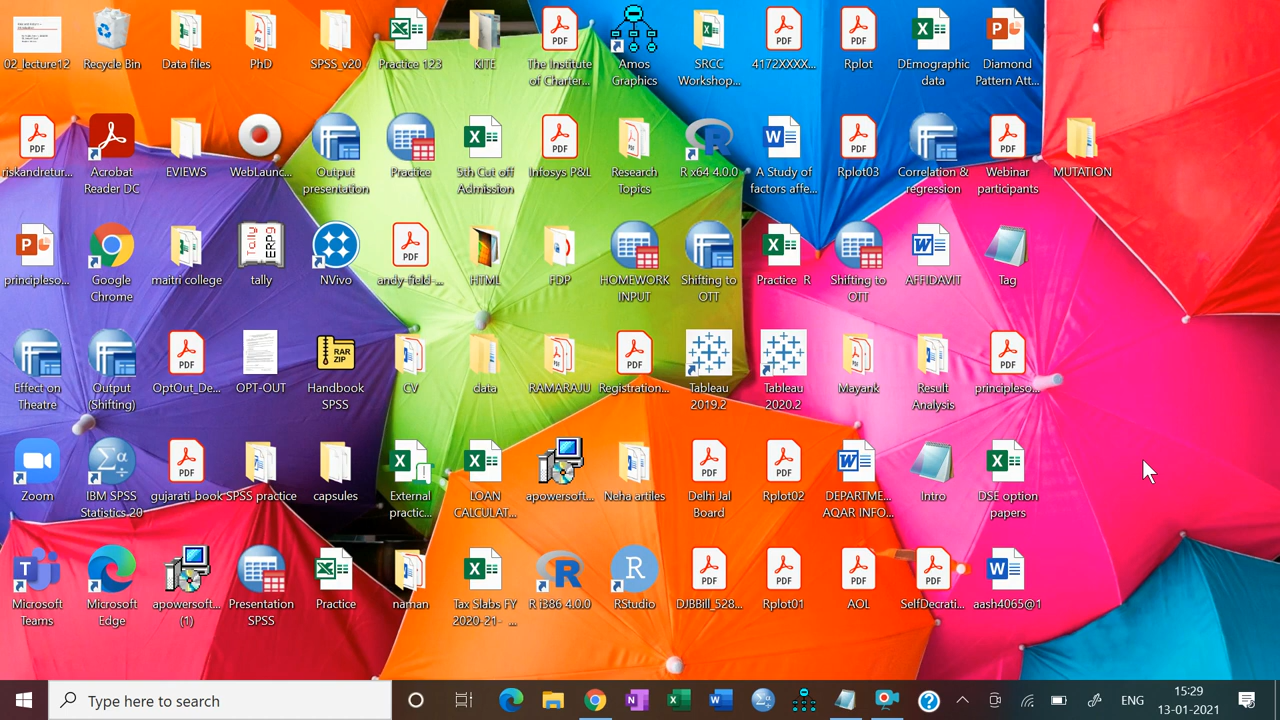 02_lecture12
Recycle Bin
Data files
PhD
SPSS_v20
Practice 123
KITE
The Institute
of Charter...
Amos
Graphics
SRCC
Workshop...
4172XXXX...
Rplot
DEmographic
data
Diamond
Pattern Att...
riskandretur...
Acrobat
Reader DC
EVIEWS
WebLaunc...
Output
presentation
Practice
5th Cut off
Admission
Infosys P&L
Research
Topics
R x64 4.0.0
A Study of
factors affe...
Rplot03
Correlation &
regression
Webinar
participants
MUTATION
principleso...
Google
Chrome
maitri college
tally
NVivo
andy-field-...
HTML
FDP
HOMEWORK
INPUT
Shifting to
OTT
Practice R
Shifting to
OTT
AFFIDAVIT
Tag
Effect on
Theatre
Output
(Shifting)
OptOut_De...
OPT-OUT
Handbook
SPSS
CV
data
RAMARAJU
Registration...
Tableau
2019.2
Tableau
2020.2
Mayank
Result
Analysis
principleso...
Zoom
IBM SPSS
Statistics 20
gujarati_book
SPSS practice
capsules
External
practic...
LOAN
CALCULAT...
apowersoft...
Neha artiles
Delhi Jal
Board
Rplot02
DEPARTME...
AQAR INFO...
Intro
DSE option
papers
Microsoft
Teams
Microsoft
Edge
apowersoft...
(1)
Presentation
SPSS
Practice
naman
Tax Slabs FY
2020-21- ...
R i386 4.0.0
RStudio
DJBBill_528...
Rplot01
AOL
SelfDecrati...
aash4065@1
Type here to search
ENG
15:29
13-01-2021